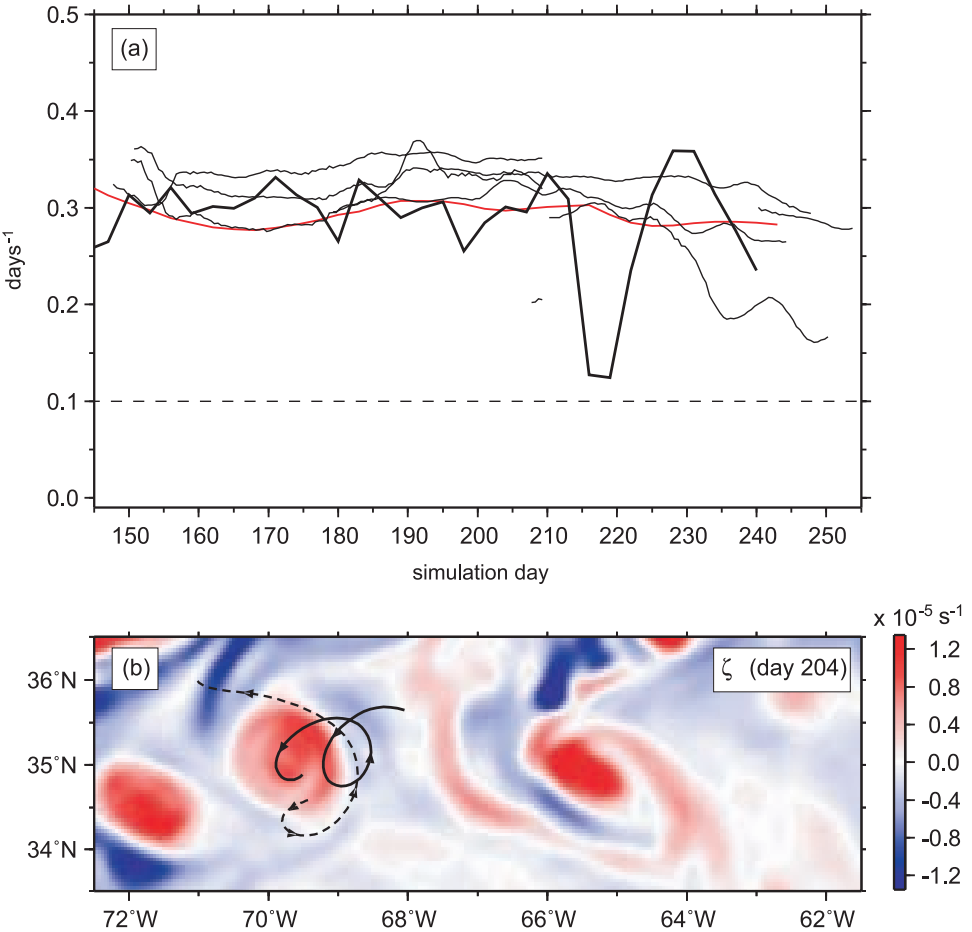 0.5
(a)
0.4
0.3
days-1
0.2
0.1
0.0
150 160 170 180 190 200 210 220 230 240 250
simulation day
x 10-5 s-1
(b)
ζ (day 204)
36°N
35°N
34°N
1.2
0.8
0.4
0.0
-0.4
-0.8
-1.2
72°W 70°W 68°W 66°W 64°W 62°W